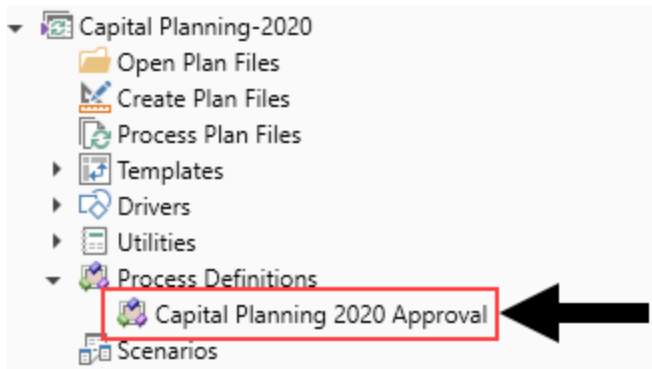 Capital Planning-2020
Open Plan Files
Create Plan Files
Process Plan Files
Templates
Drivers
Utilities
Process Definitions
Capital Planning 2020 Approval
Scenarios